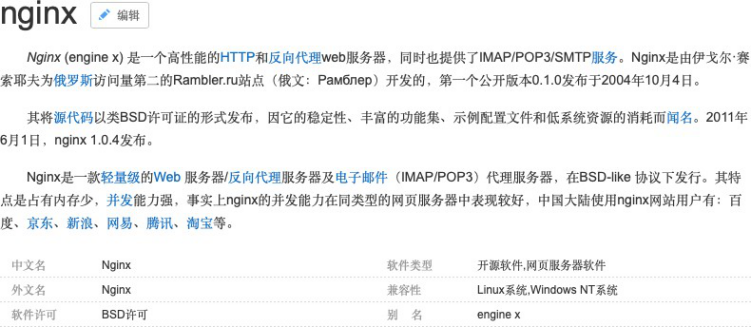 nginx 编辑
Nginx (engine x) 是一个高性能的HTTP和反向代理web服务器，同时也提供了IMAP/POP3/SMTP服务。Nginx是由伊戈尔·赛
索耶夫为俄罗斯访问量第二的Rambler.ru站点（俄文：Рамблер）开发的，第一个公开版本0.1.0发布于2004年10月4日。
其将源代码以类BSD许可证的形式发布，因它的稳定性、丰富的功能集、示例配置文件和低系统资源的消耗而闻名。2011年
6月1日，nginx 1.0.4发布。
Nginx是一款轻量级的Web 服务器/反向代理服务器及电子邮件（IMAP/POP3）代理服务器，在BSD-like 协议下发行。其特
点是占有内存少，并发能力强，事实上nginx的并发能力在同类型的网页服务器中表现较好，中国大陆使用nginx网站用户有：百
度、京东、新浪、网易、腾讯、淘宝等。
中文名 Nginx 软件类型 开源软件,网页服务器软件
外文名 Nginx 兼容性 Linux系统,Windows NT系统
软件许可 BSD许可 别 名 engine x